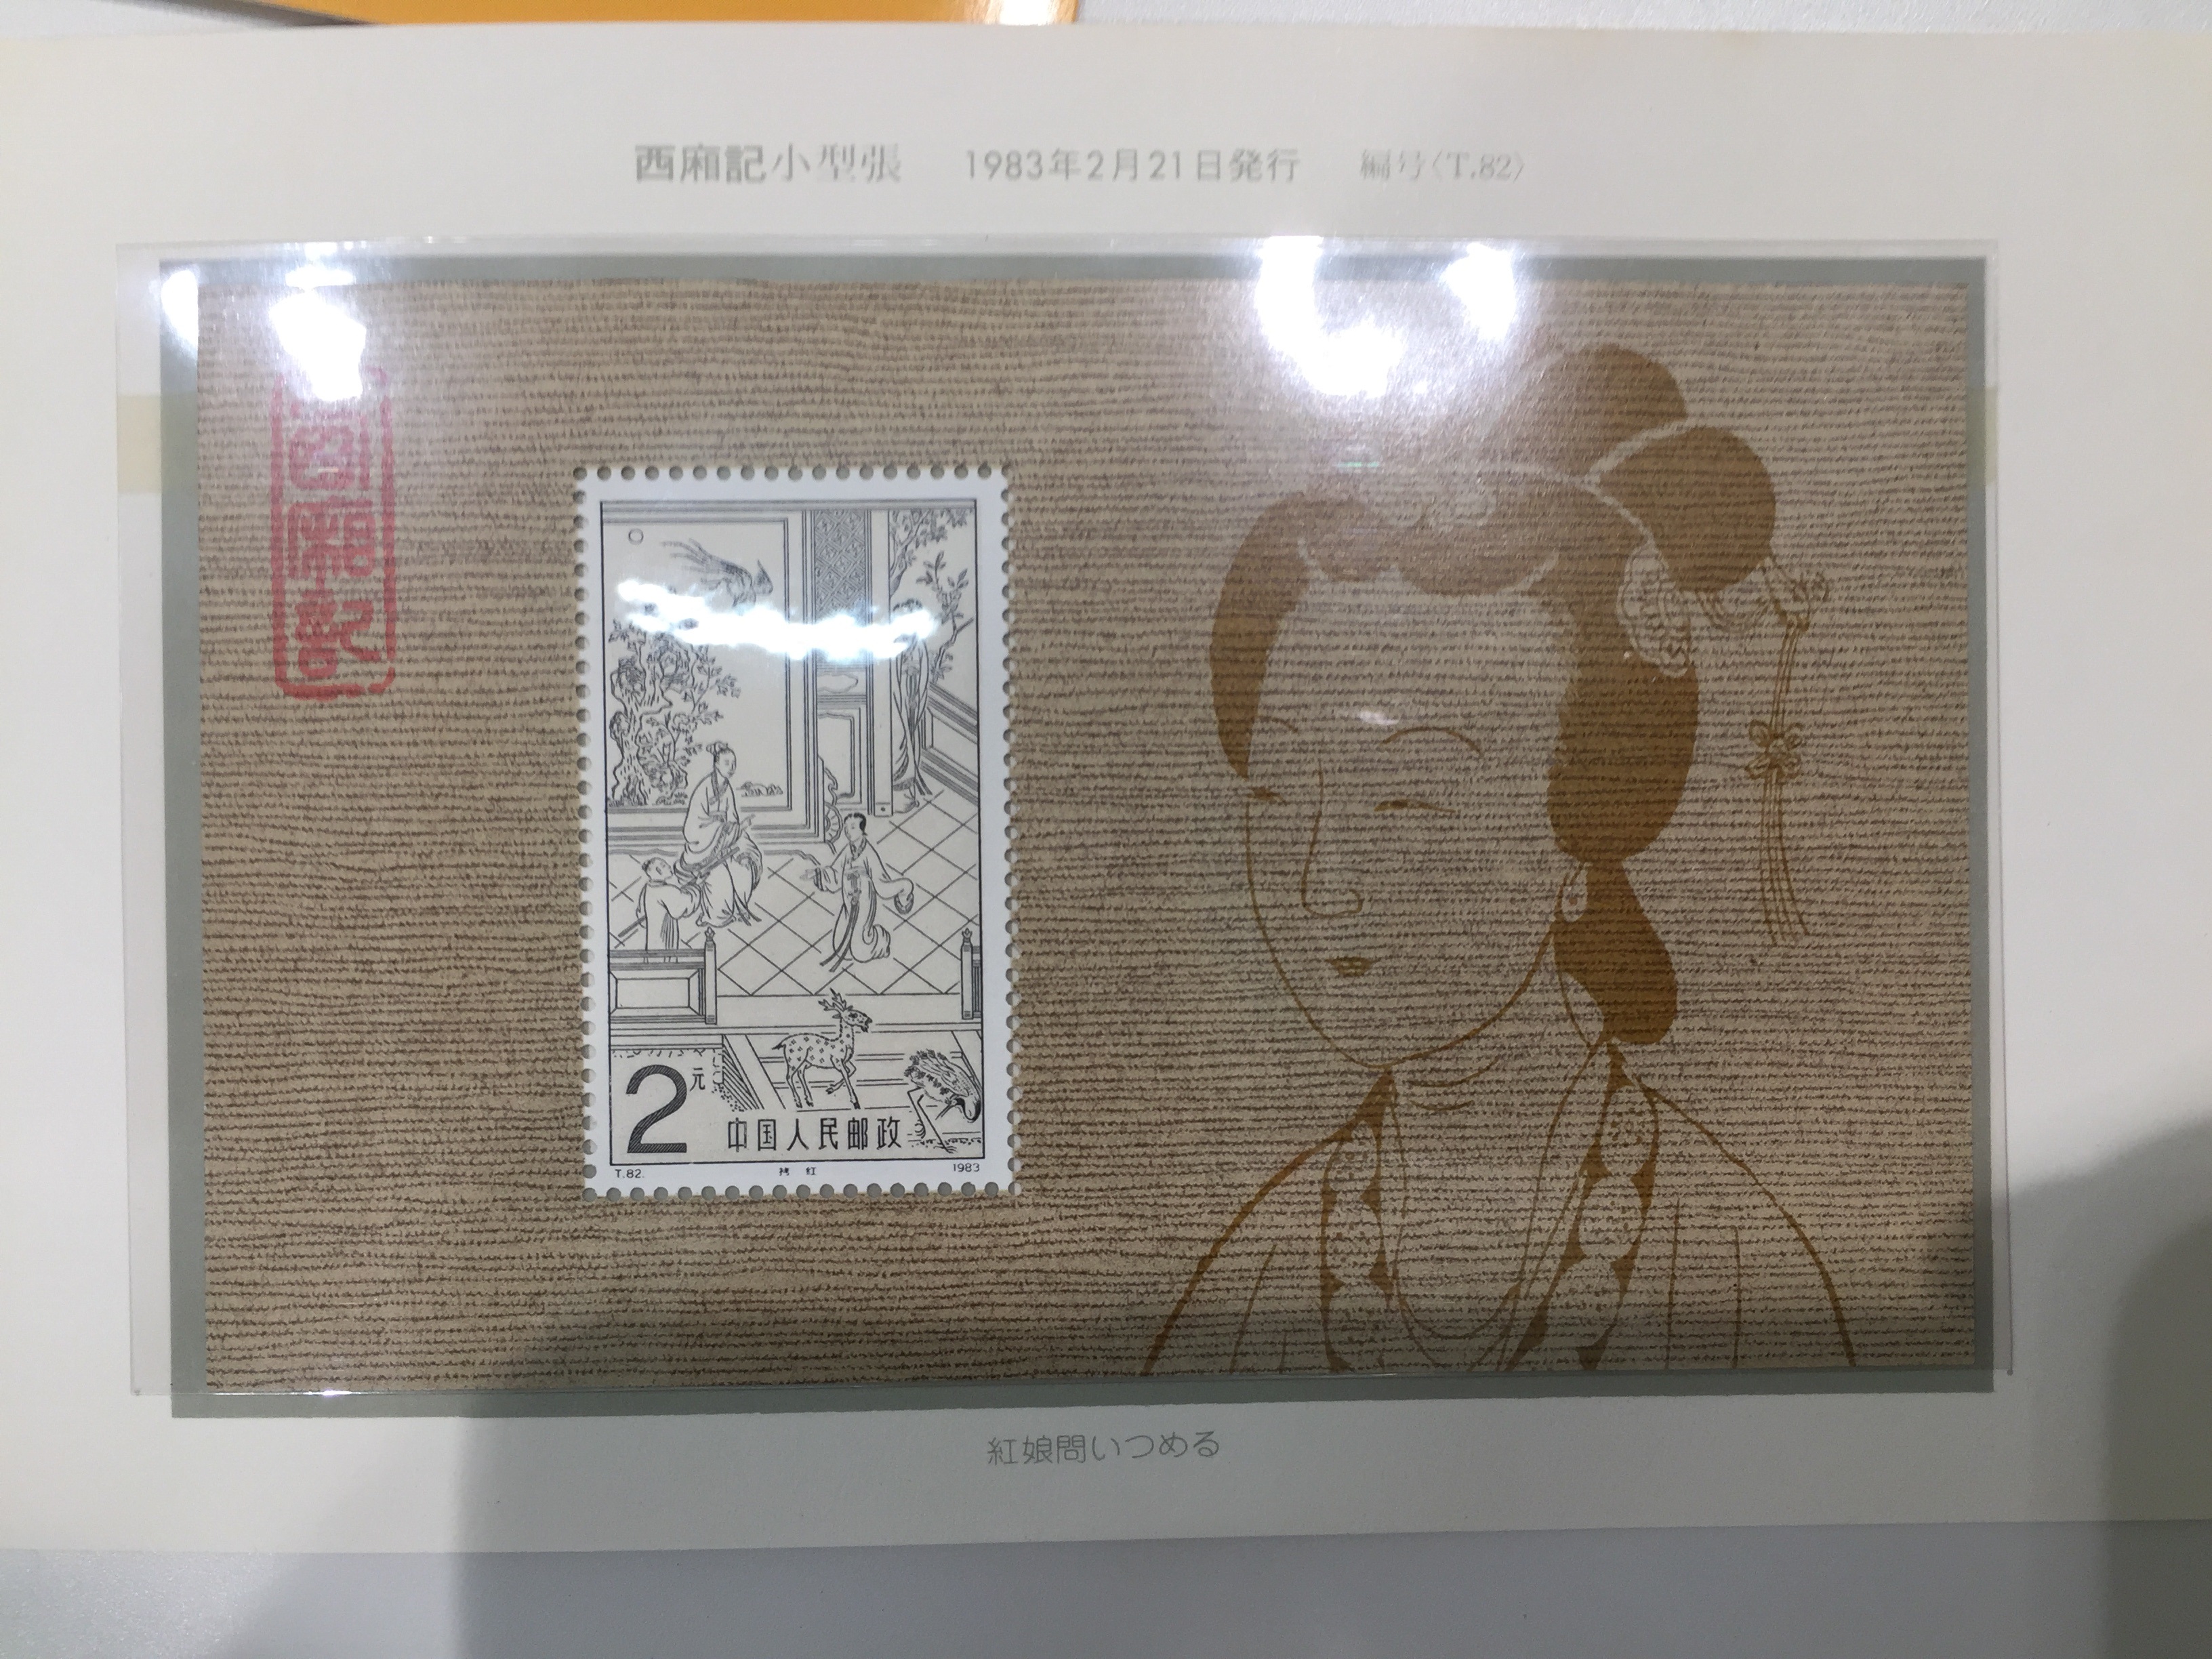 西廂記小型張 1983年2月21日発行 編号〈T.82〉
西廂記
2元
中国人民邮政
T.82. 拷红 1983
紅娘問いつめる